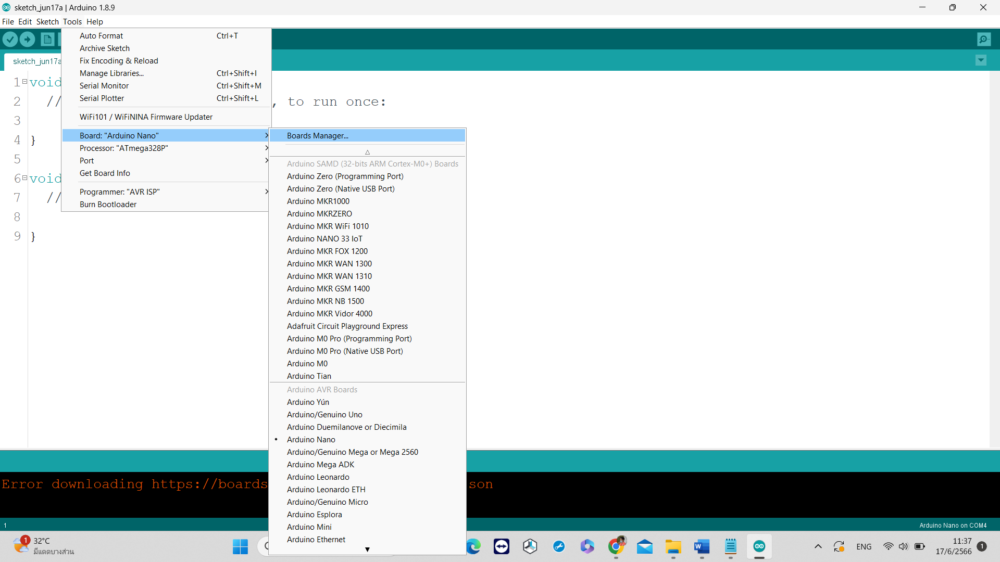 sketch_jun17a | Arduino 1.8.9
File Edit Sketch Tools Help
sketch_jun17a
Auto Format Ctrl+T
Archive Sketch
Fix Encoding & Reload
Manage Libraries... Ctrl+Shift+I
Serial Monitor Ctrl+Shift+M
Serial Plotter Ctrl+Shift+L
WiFi101 / WiFiNINA Firmware Updater
Board: "Arduino Nano"
Processor: "ATmega328P"
Port
Get Board Info
Programmer: "AVR ISP"
Burn Bootloader
Boards Manager...
Arduino SAMD (32-bits ARM Cortex-M0+) Boards
Arduino Zero (Programming Port)
Arduino Zero (Native USB Port)
Arduino MKR1000
Arduino MKRZERO
Arduino MKR WiFi 1010
Arduino NANO 33 IoT
Arduino MKR FOX 1200
Arduino MKR WAN 1300
Arduino MKR WAN 1310
Arduino MKR GSM 1400
Arduino MKR NB 1500
Arduino MKR Vidor 4000
Adafruit Circuit Playground Express
Arduino M0 Pro (Programming Port)
Arduino M0 Pro (Native USB Port)
Arduino M0
Arduino Tian
Arduino AVR Boards
Arduino Yún
Arduino/Genuino Uno
Arduino Duemilanove or Diecimila
• Arduino Nano
Arduino/Genuino Mega or Mega 2560
Arduino Mega ADK
Arduino Leonardo
Arduino Leonardo ETH
Arduino/Genuino Micro
Arduino Esplora
Arduino Mini
Arduino Ethernet
1 void
2 // , to run once:
3
4 }
5
6 void
7 //
8
9 }
Error downloading https://boards son
1
Arduino Nano on COM4
1
32°C
มีแดดบางส่วน
W
ENG
11:37
17/6/2566
1